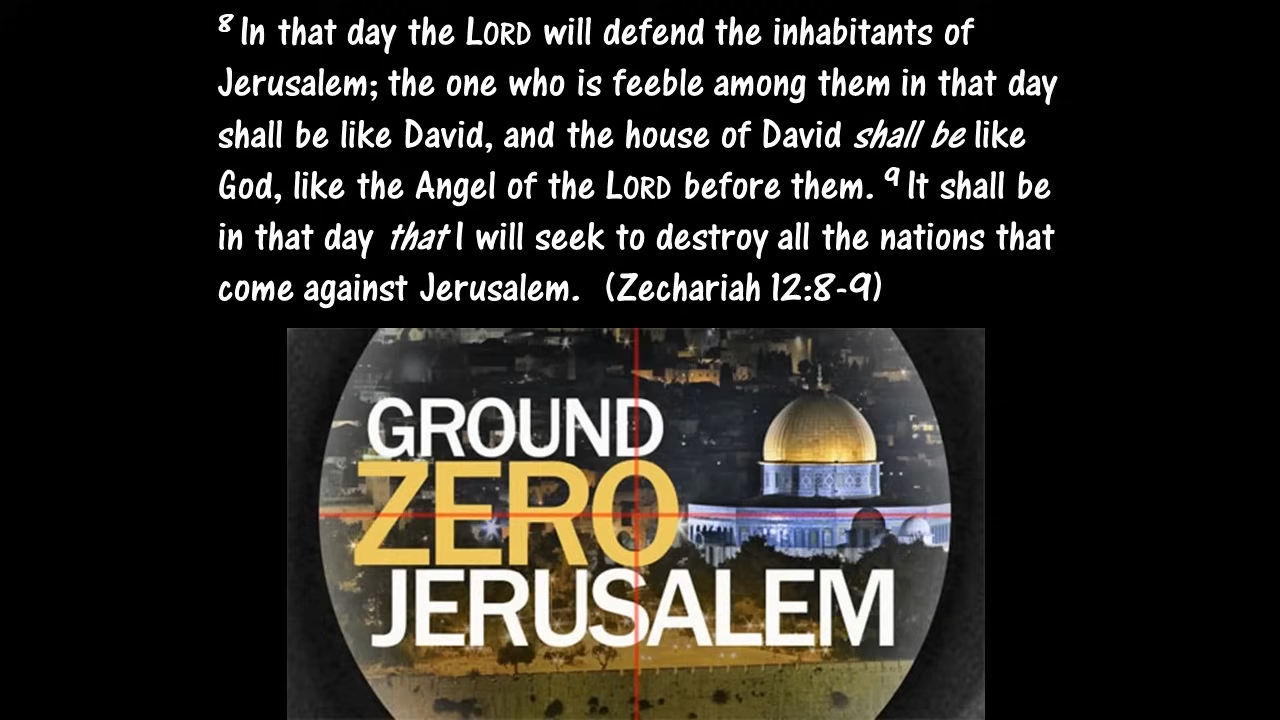 8 In that day the LORD will defend the inhabitants of
Jerusalem; the one who is feeble among them in that day
shall be like David, and the house of David shall be like
God, like the Angel of the LORD before them. 9 It shall be
in that day that I will seek to destroy all the nations that
come against Jerusalem. (Zechariah 12:8-9)
GROUND
ZERO
JERUSALEM